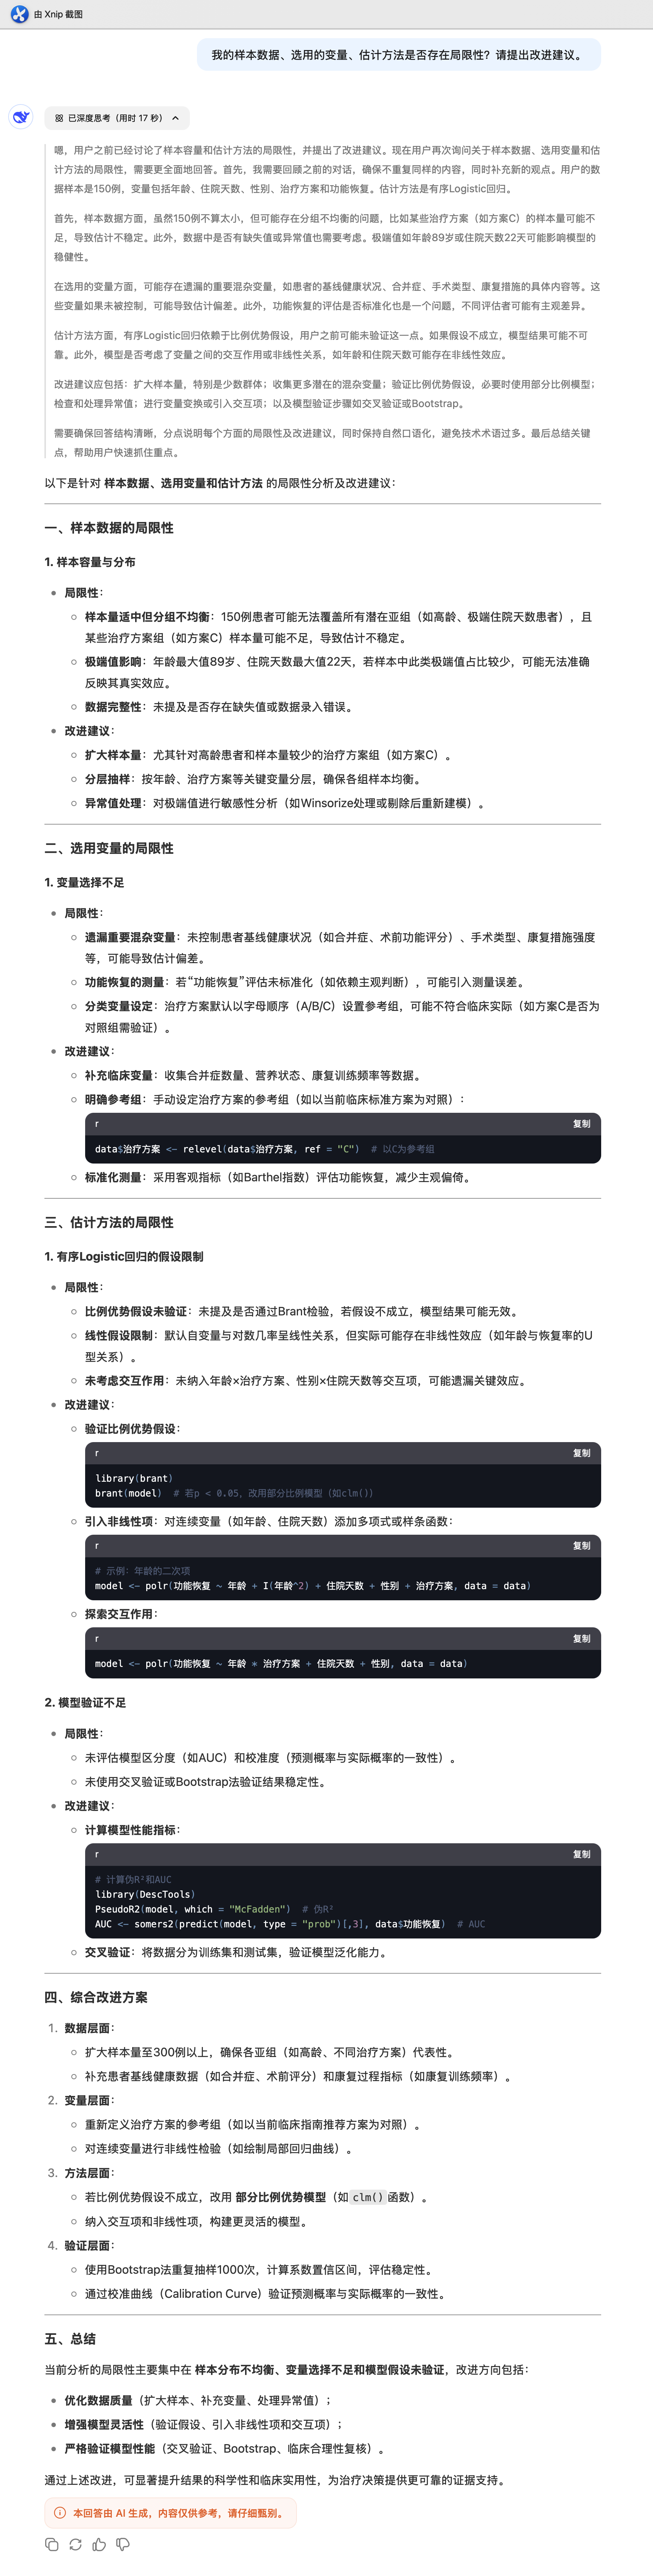 由 Xnip 截图
我的样本数据、选用的变量、估计方法是否存在局限性？请提出改进建议。
已深度思考（用时 17 秒）
嗯，用户之前已经讨论了样本容量和估计方法的局限性，并提出了改进建议。现在用户再次询问关于样本数据、选用变量和估
计方法的局限性，需要更全面地回答。首先，我需要回顾之前的对话，确保不重复同样的内容，同时补充新的观点。用户的数
据样本是150例，变量包括年龄、住院天数、性别、治疗方案和功能恢复。估计方法是有序Logistic回归。
首先，样本数据方面，虽然150例不算太小，但可能存在分组不均衡的问题，比如某些治疗方案（如方案C）的样本量可能不
足，导致估计不稳定。此外，数据中是否有缺失值或异常值也需要考虑。极端值如年龄89岁或住院天数22天可能影响模型的
稳健性。
在选用的变量方面，可能存在遗漏的重要混杂变量，如患者的基线健康状况、合并症、手术类型、康复措施的具体内容等。这
些变量如果未被控制，可能导致估计偏差。此外，功能恢复的评估是否标准化也是一个问题，不同评估者可能有主观差异。
估计方法方面，有序Logistic回归依赖于比例优势假设，用户之前可能未验证这一点。如果假设不成立，模型结果可能不可
靠。此外，模型是否考虑了变量之间的交互作用或非线性关系，如年龄和住院天数可能存在非线性效应。
改进建议应包括：扩大样本量，特别是少数群体；收集更多潜在的混杂变量；验证比例优势假设，必要时使用部分比例模型；
检查和处理异常值；进行变量变换或引入交互项；以及模型验证步骤如交叉验证或Bootstrap。
需要确保回答结构清晰，分点说明每个方面的局限性及改进建议，同时保持自然口语化，避免技术术语过多。最后总结关键
点，帮助用户快速抓住重点。
以下是针对 样本数据、选用变量和估计方法 的局限性分析及改进建议：
一、样本数据的局限性
1. 样本容量与分布
局限性：
样本量适中但分组不均衡：150例患者可能无法覆盖所有潜在亚组（如高龄、极端住院天数患者），且
某些治疗方案组（如方案C）样本量可能不足，导致估计不稳定。
极端值影响：年龄最大值89岁、住院天数最大值22天，若样本中此类极端值占比较少，可能无法准确
反映其真实效应。
数据完整性：未提及是否存在缺失值或数据录入错误。
改进建议：
扩大样本量：尤其针对高龄患者和样本量较少的治疗方案组（如方案C）。
分层抽样：按年龄、治疗方案等关键变量分层，确保各组样本均衡。
异常值处理：对极端值进行敏感性分析（如Winsorize处理或剔除后重新建模）。
二、选用变量的局限性
1. 变量选择不足
局限性：
遗漏重要混杂变量：未控制患者基线健康状况（如合并症、术前功能评分）、手术类型、康复措施强度
等，可能导致估计偏差。
功能恢复的测量：若“功能恢复”评估未标准化（如依赖主观判断），可能引入测量误差。
分类变量设定：治疗方案默认以字母顺序（A/B/C）设置参考组，可能不符合临床实际（如方案C是否为
对照组需验证）。
改进建议：
补充临床变量：收集合并症数量、营养状态、康复训练频率等数据。
明确参考组：手动设定治疗方案的参考组（如以当前临床标准方案为对照）：
r 复制
data$治疗方案 <- relevel(data$治疗方案, ref = "C")  # 以C为参考组
标准化测量：采用客观指标（如Barthel指数）评估功能恢复，减少主观偏倚。
三、估计方法的局限性
1. 有序Logistic回归的假设限制
局限性：
比例优势假设未验证：未提及是否通过Brant检验，若假设不成立，模型结果可能无效。
线性假设限制：默认自变量与对数几率呈线性关系，但实际可能存在非线性效应（如年龄与恢复率的U
型关系）。
未考虑交互作用：未纳入年龄×治疗方案、性别×住院天数等交互项，可能遗漏关键效应。
改进建议：
验证比例优势假设：
r 复制
library(brant)
brant(model)  # 若p < 0.05，改用部分比例模型（如clm()）
引入非线性项：对连续变量（如年龄、住院天数）添加多项式或样条函数：
r 复制
# 示例：年龄的二次项
model <- polr(功能恢复 ~ 年龄 + I(年龄^2) + 住院天数 + 性别 + 治疗方案, data = data)
探索交互作用：
r 复制
model <- polr(功能恢复 ~ 年龄 * 治疗方案 + 住院天数 + 性别, data = data)
2. 模型验证不足
局限性：
未评估模型区分度（如AUC）和校准度（预测概率与实际概率的一致性）。
未使用交叉验证或Bootstrap法验证结果稳定性。
改进建议：
计算模型性能指标：
r 复制
# 计算伪R²和AUC
library(DescTools)
PseudoR2(model, which = "McFadden")  # 伪R²
AUC <- somers2(predict(model, type = "prob")[,3], data$功能恢复)  # AUC
交叉验证：将数据分为训练集和测试集，验证模型泛化能力。
四、综合改进方案
1. 数据层面：
扩大样本量至300例以上，确保各亚组（如高龄、不同治疗方案）代表性。
补充患者基线健康数据（如合并症、术前评分）和康复过程指标（如康复训练频率）。
2. 变量层面：
重新定义治疗方案的参考组（如以当前临床指南推荐方案为对照）。
对连续变量进行非线性检验（如绘制局部回归曲线）。
3. 方法层面：
若比例优势假设不成立，改用 部分比例优势模型（如clm()函数）。
纳入交互项和非线性项，构建更灵活的模型。
4. 验证层面：
使用Bootstrap法重复抽样1000次，计算系数置信区间，评估稳定性。
通过校准曲线（Calibration Curve）验证预测概率与实际概率的一致性。
五、总结
当前分析的局限性主要集中在 样本分布不均衡、变量选择不足和模型假设未验证，改进方向包括：
优化数据质量（扩大样本、补充变量、处理异常值）；
增强模型灵活性（验证假设、引入非线性项和交互项）；
严格验证模型性能（交叉验证、Bootstrap、临床合理性复核）。
通过上述改进，可显著提升结果的科学性和临床实用性，为治疗决策提供更可靠的证据支持。
本回答由 AI 生成，内容仅供参考，请仔细甄别。